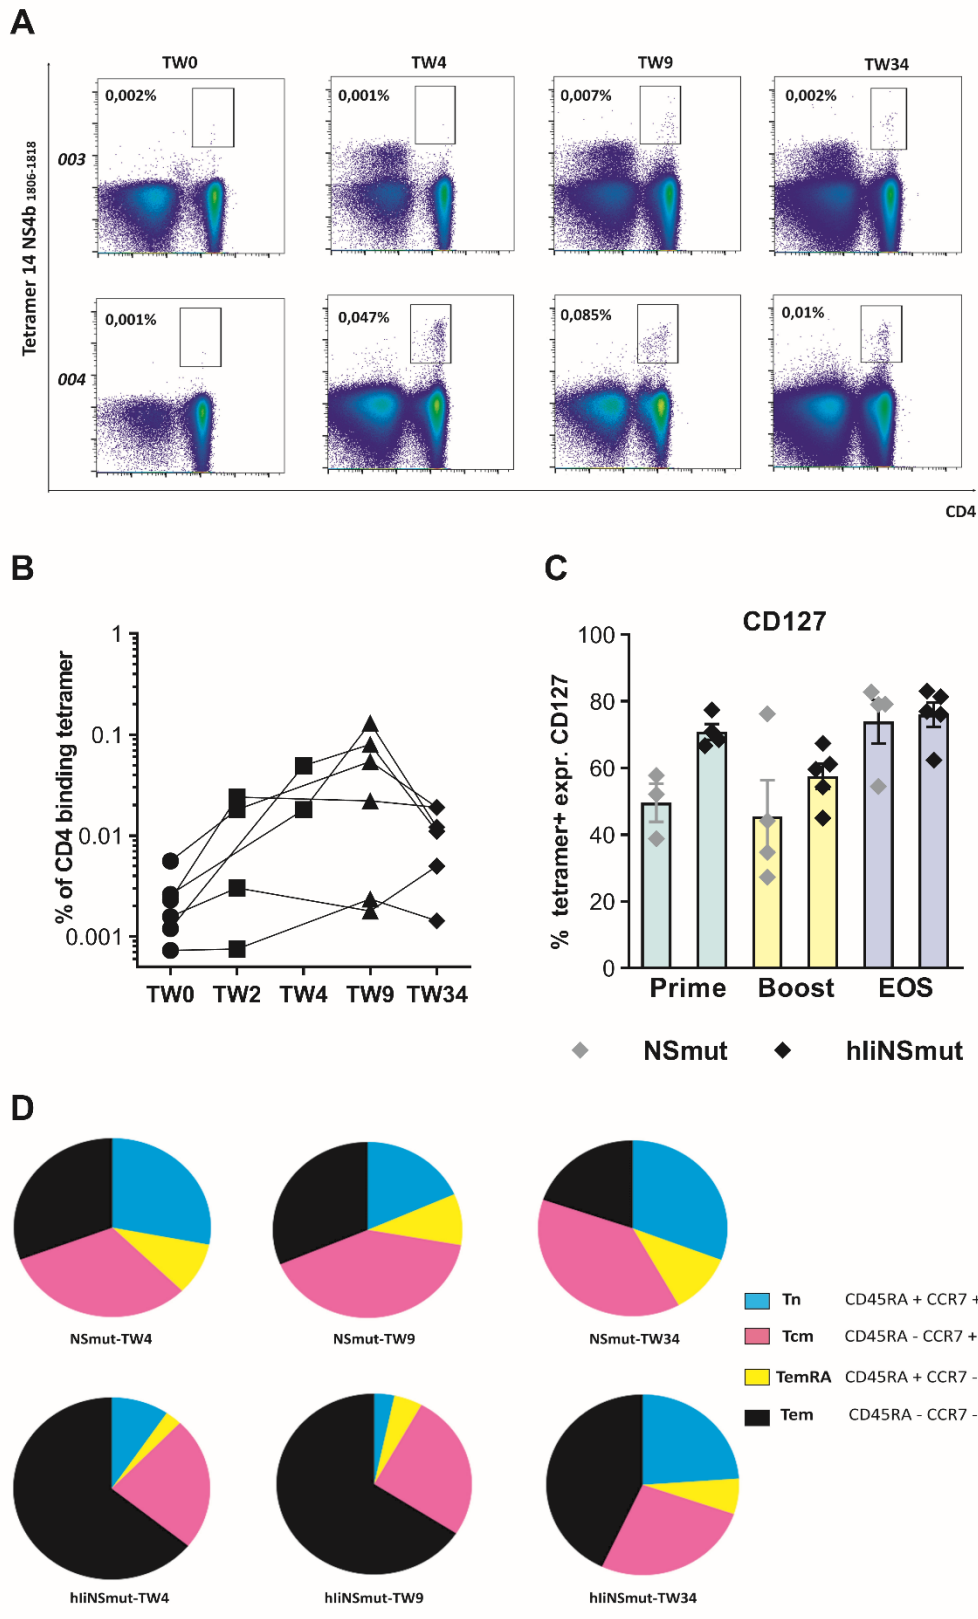 A
TW0 TW4 TW9 TW34
Tetramer 14 NS4b 1806-1818
003
0,002% 0,001% 0,007% 0,002%
004
0,001% 0,047% 0,085% 0,01%
CD4
B
% of CD4 binding tetramer
1
0.1
0.01
0.001
TW0 TW2 TW4 TW9 TW34
C
CD127
% tetramer+ expr. CD127
100
80
60
40
20
0
Prime Boost EOS
NSmut hIiNSmut
D
NSmut-TW4 NSmut-TW9 NSmut-TW34
Tn CD45RA + CCR7 +
Tcm CD45RA - CCR7 +
TemRA CD45RA + CCR7 -
Tem CD45RA - CCR7 -
hIiNSmut-TW4 hIiNSmut-TW9 hIiNSmut-TW34